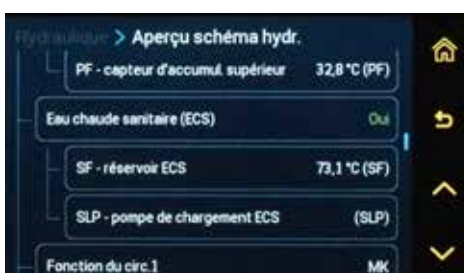 Hydraulique > Aperçu schéma hydr.
PF - capteur d'accumul. supérieur 32,8 °C (PF)
Eau chaude sanitaire (ECS) Oui
SF - réservoir ECS 73,1 °C (SF)
SLP - pompe de chargement ECS (SLP)
Fonction du circ.1 MK